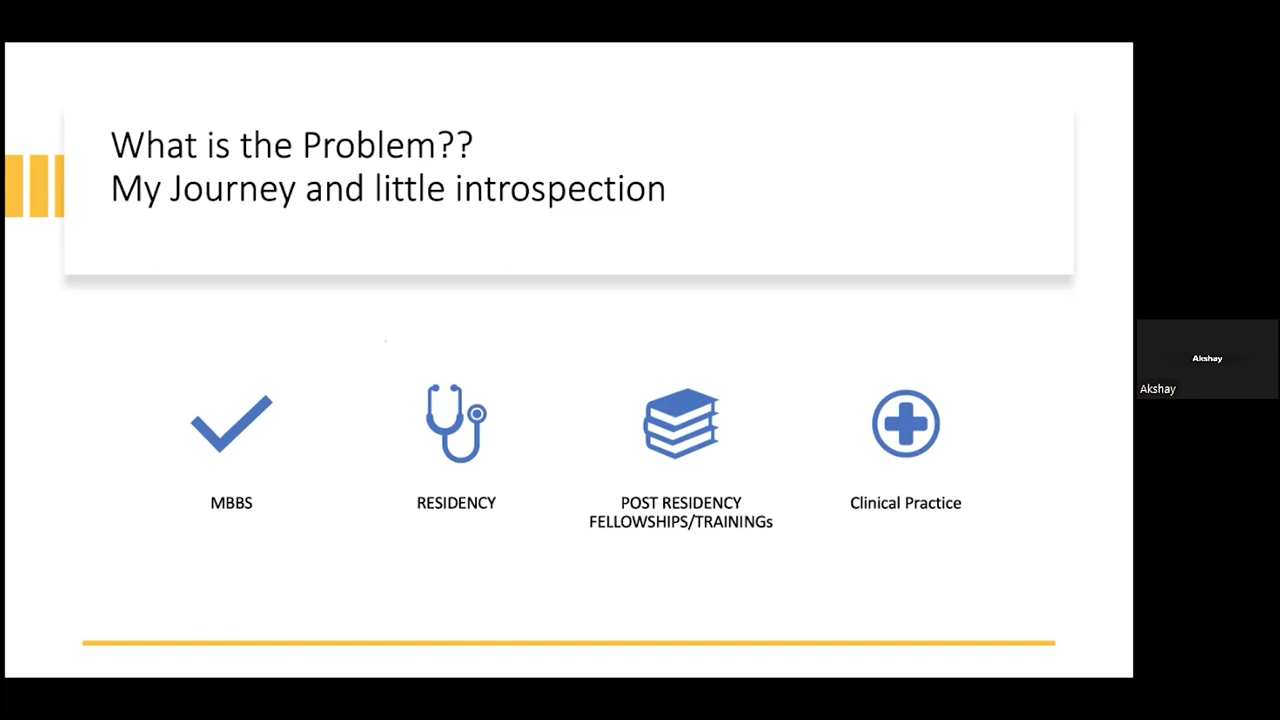 What is the Problem??
My Journey and little introspection
MBBS
RESIDENCY
POST RESIDENCY
FELLOWSHIPS/TRAININGs
Clinical Practice
Akshay
Akshay